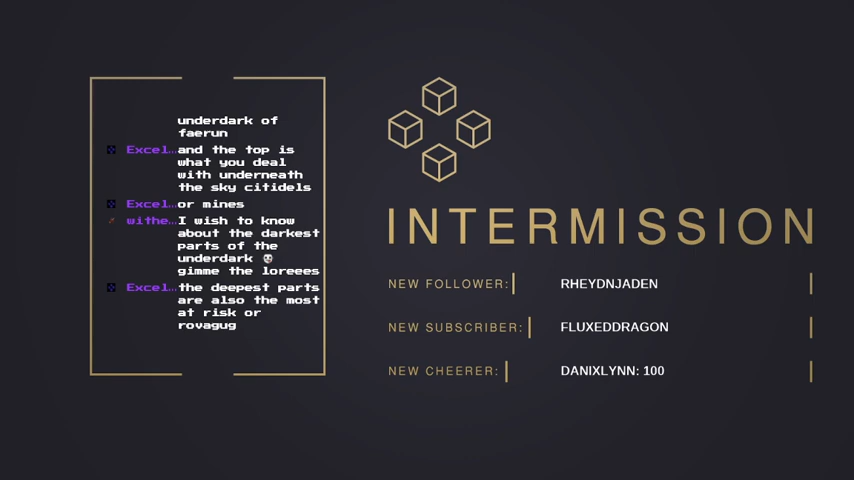 underdark of
faerun
Excel… and the top is
what you deal
with underneath
the sky citidels
Excel… or mines
withe… I wish to know
about the darkest
parts of the
underdark 💀
gimme the loreees
Excel… the deepest parts
are also the most
at risk or
rovagug
INTERMISSION
NEW FOLLOWER: RHEYDNJADEN
NEW SUBSCRIBER: FLUXEDDRAGON
NEW CHEERER: DANIXLYNN: 100